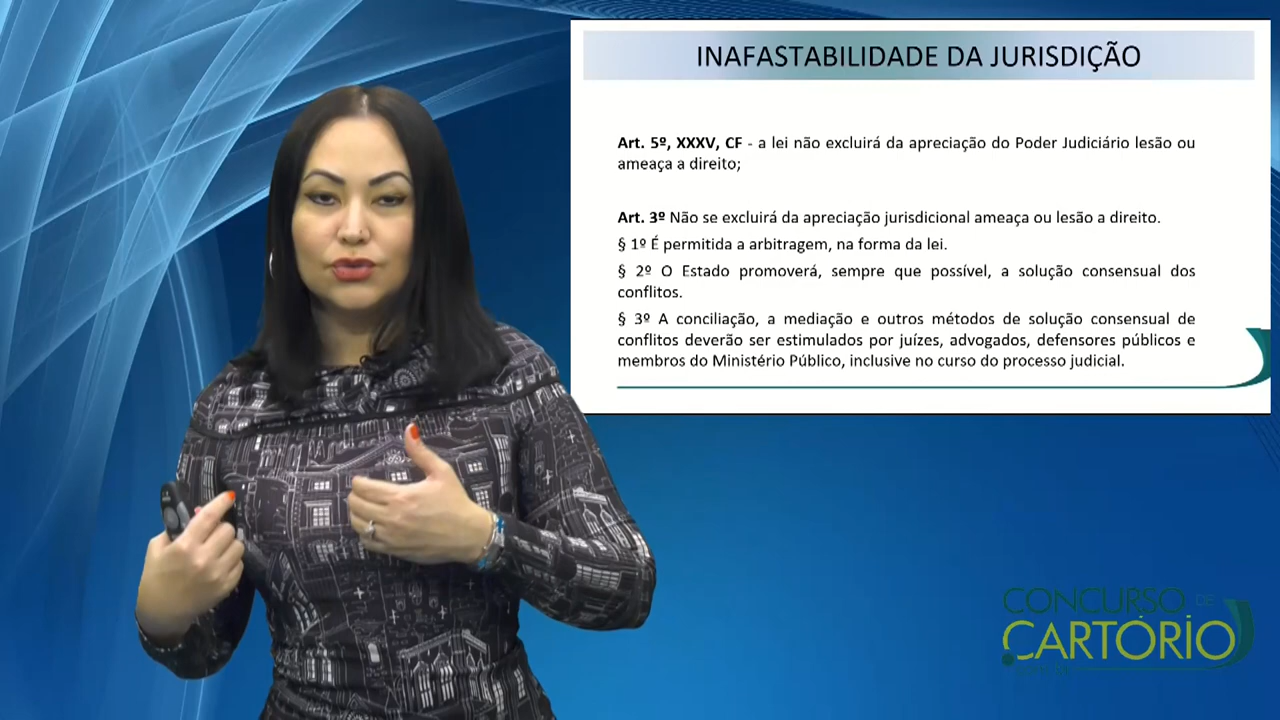 INAFASTABILIDADE DA JURISDIÇÃO
Art. 5º, XXXV, CF - a lei não excluirá da apreciação do Poder Judiciário lesão ou
ameaça a direito;
Art. 3º Não se excluirá da apreciação jurisdicional ameaça ou lesão a direito.
§ 1º É permitida a arbitragem, na forma da lei.
§ 2º O Estado promoverá, sempre que possível, a solução consensual dos
conflitos.
§ 3º A conciliação, a mediação e outros métodos de solução consensual de
conflitos deverão ser estimulados por juízes, advogados, defensores públicos e
membros do Ministério Público, inclusive no curso do processo judicial.
CONCURSO DE
CARTÓRIO